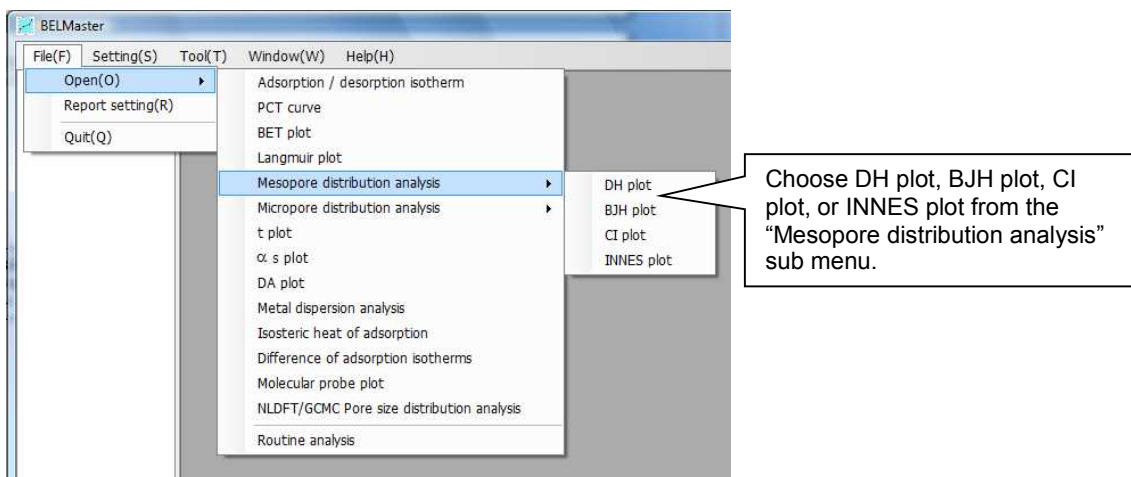 BELMaster
File(F) Setting(S) Tool(T) Window(W) Help(H)
Open(O)
Report setting(R)
Quit(Q)
Adsorption / desorption isotherm
PCT curve
BET plot
Langmuir plot
Mesopore distribution analysis
Micropore distribution analysis
t plot
α s plot
DA plot
Metal dispersion analysis
Isosteric heat of adsorption
Difference of adsorption isotherms
Molecular probe plot
NLDFT/GCMC Pore size distribution analysis
Routine analysis
DH plot
BJH plot
CI plot
INNES plot
Choose DH plot, BJH plot, CI
plot, or INNES plot from the
“Mesopore distribution analysis”
sub menu.